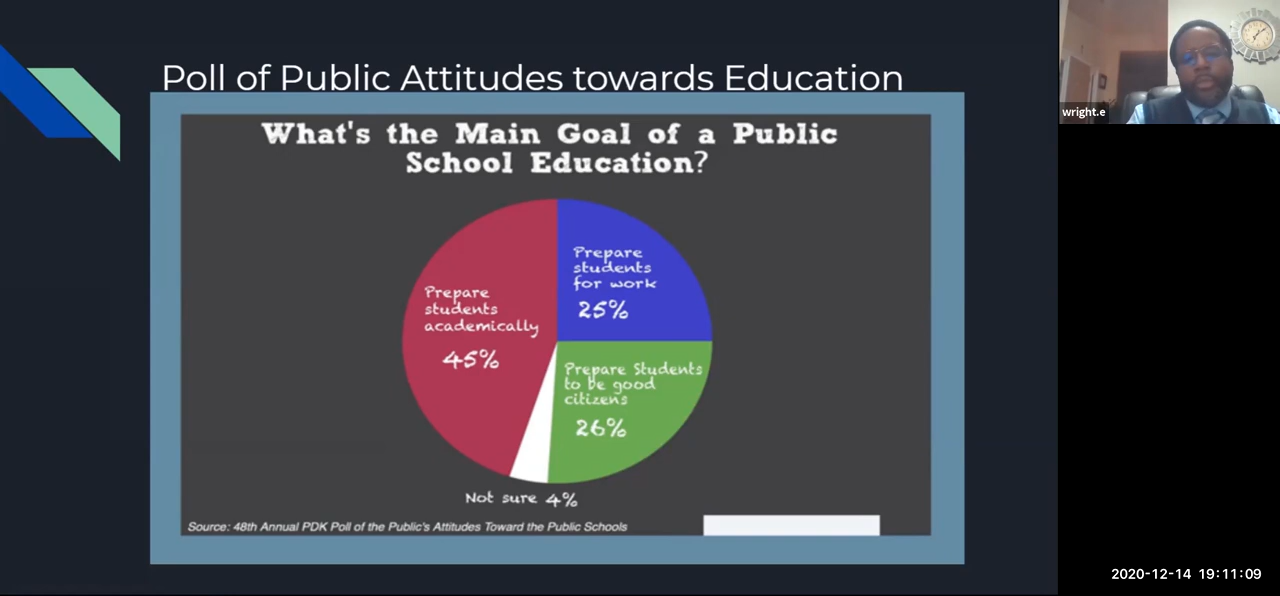 Poll of Public Attitudes towards Education
What's the Main Goal of a Public
School Education?
Prepare
students
for work
25%
Prepare
students
academically
45%
Prepare Students
to be good
citizens
26%
Not sure 4%
Source: 48th Annual PDK Poll of the Public's Attitudes Toward the Public Schools
wright.e
2020-12-14 19:11:09